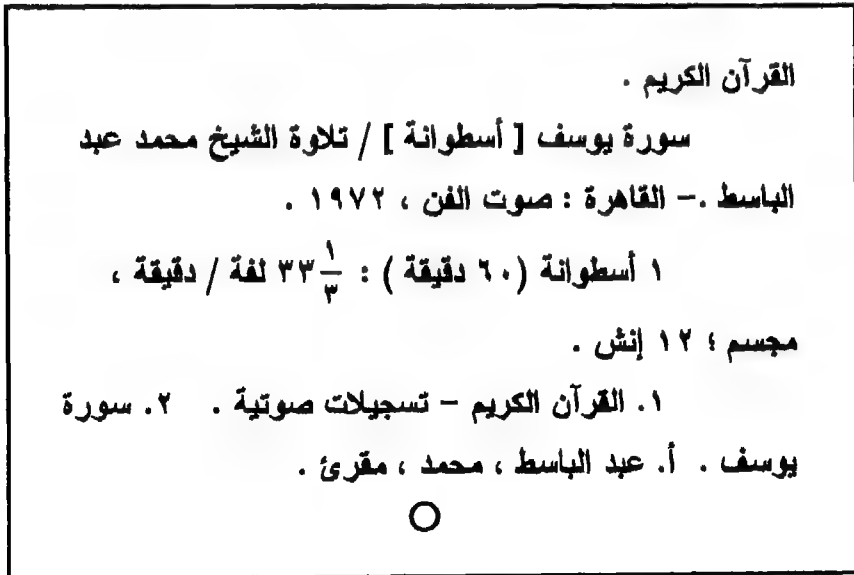 القرآن الكريم .
سورة يوسف [ أسطوانة ] / تلاوة الشيخ محمد عبد
الباسط .– القاهرة : صوت الفن ، ١٩٧٢ .
١ أسطوانة (٦٠ دقيقة ) : ٣٣ ١/٣ لفة / دقيقة ،
مجسم ؛ ١٢ إنش .
١. القرآن الكريم – تسجيلات صوتية . ٢. سورة
يوسف . أ. عبد الباسط ، محمد ، مقرئ .